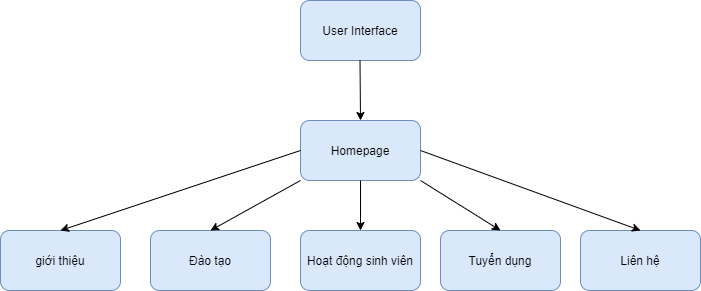 User Interface
Homepage
giới thiệu
Đào tạo
Hoạt động sinh viên
Tuyển dụng
Liên hệ